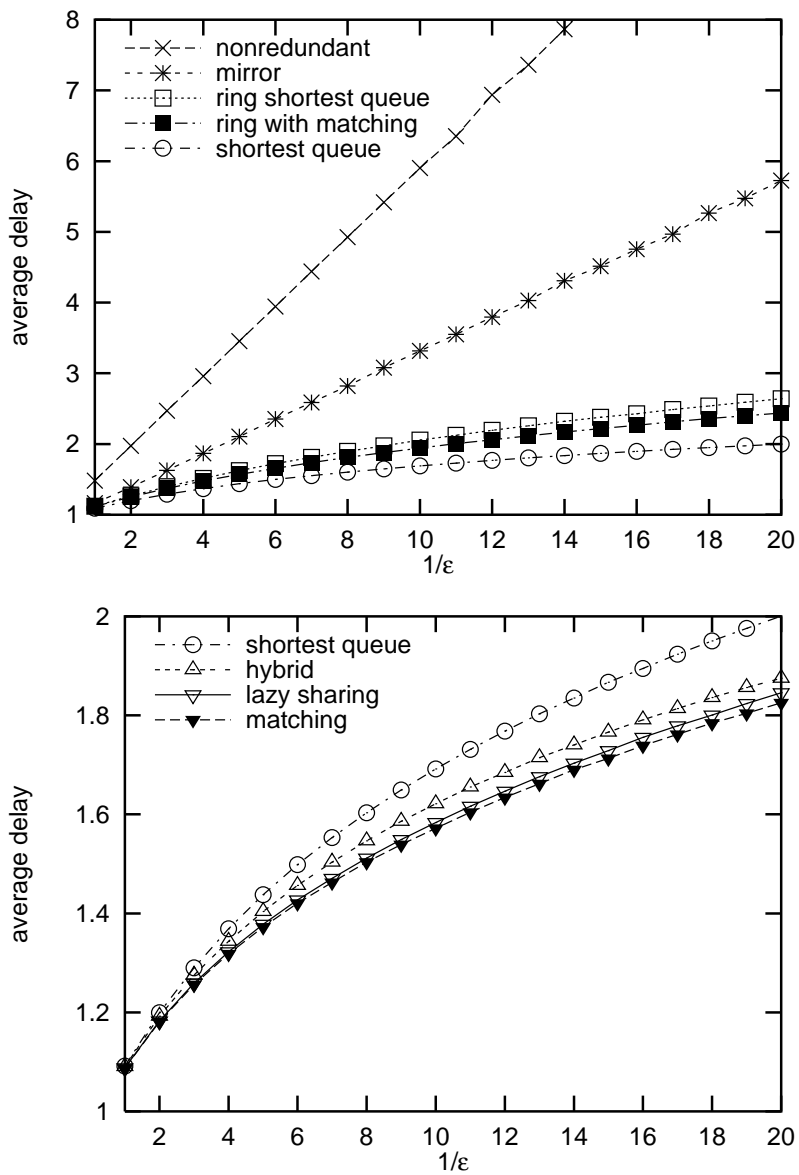 8
7
6
5
4
3
2
1
average delay
nonredundant
mirror
ring shortest queue
ring with matching
shortest queue
2 4 6 8 10 12 14 16 18 20
1/ε
2
1.8
1.6
1.4
1.2
1
average delay
shortest queue
hybrid
lazy sharing
matching
2 4 6 8 10 12 14 16 18 20
1/ε